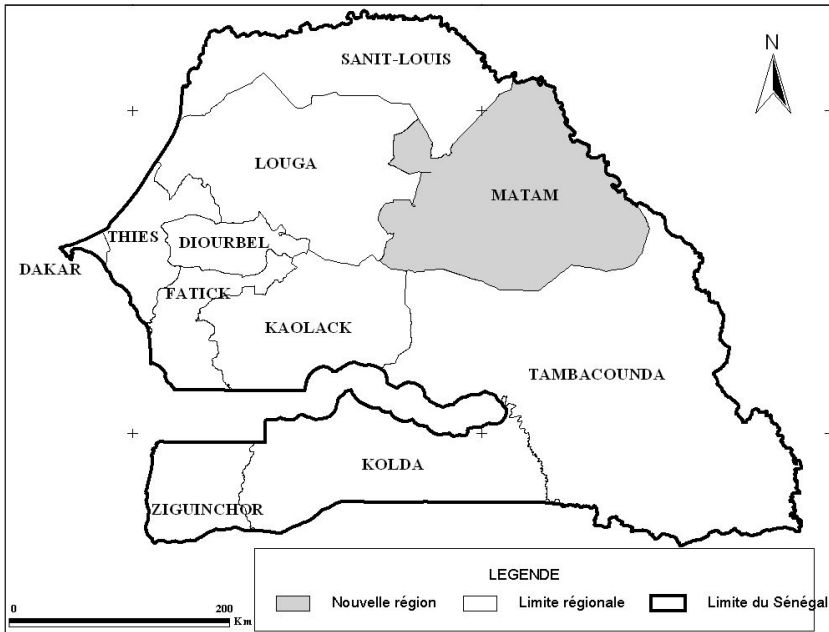 SANIT-LOUIS
N
LOUGA
MATAM
THIES
DIOURBEL
DAKAR
FATICK
KAOLACK
TAMBACOUNDA
KOLDA
ZIGUINCHOR
LEGENDE
0 200
Km
Nouvelle région Limite régionale Limite du Sénégal